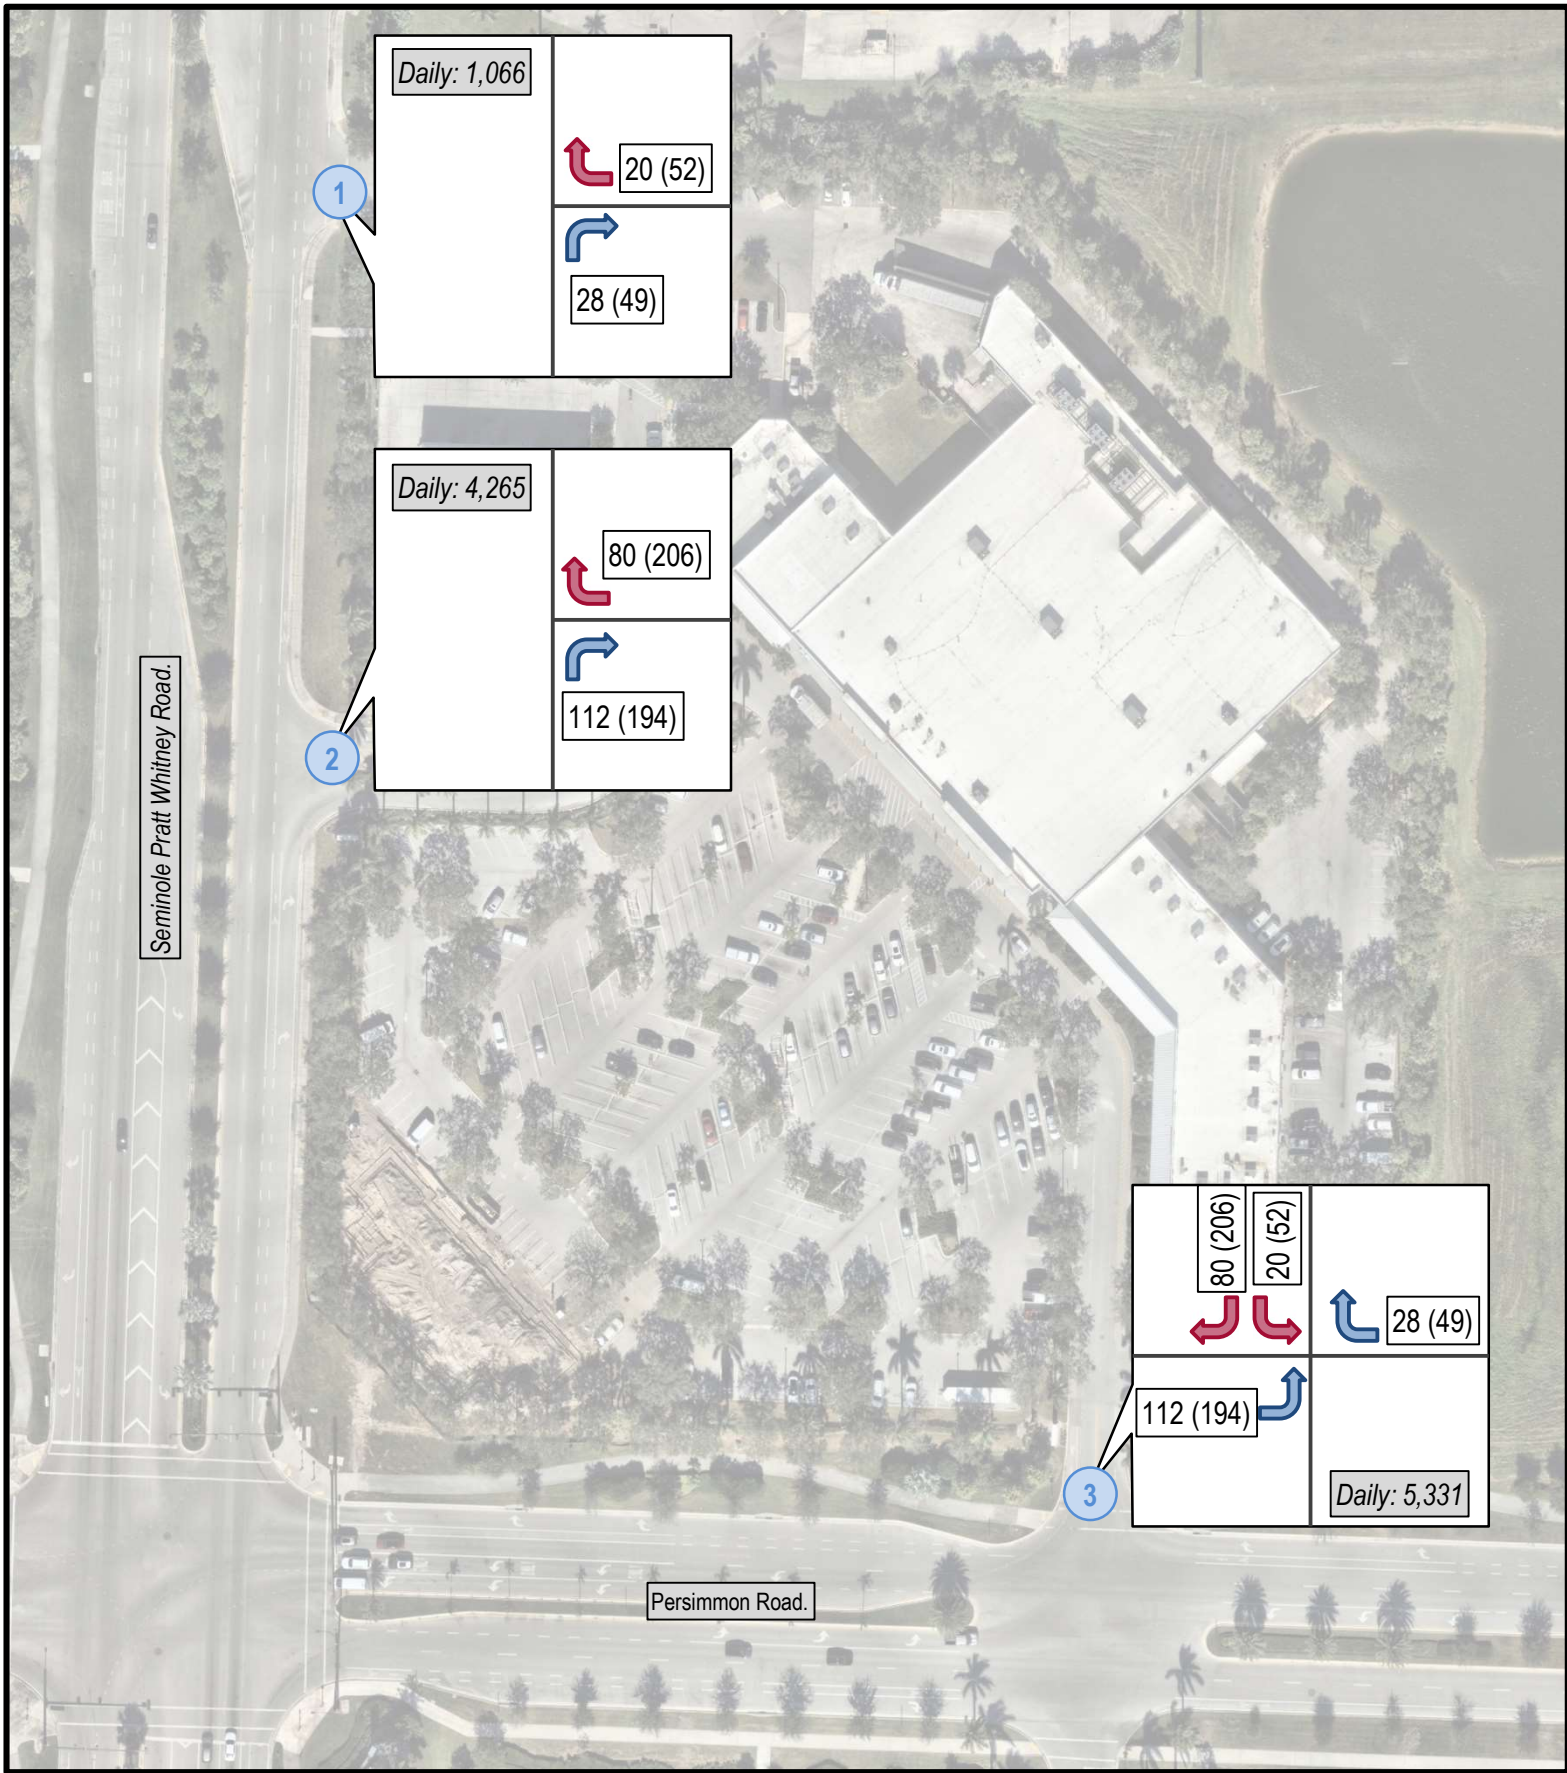 Daily: 1,066
20 (52)
1
28 (49)
Daily: 4,265
80 (206)
112 (194)
2
Seminole Pratt Whitney Road.
80 (206)
20 (52)
28 (49)
112 (194)
3
Daily: 5,331
Persimmon Road.